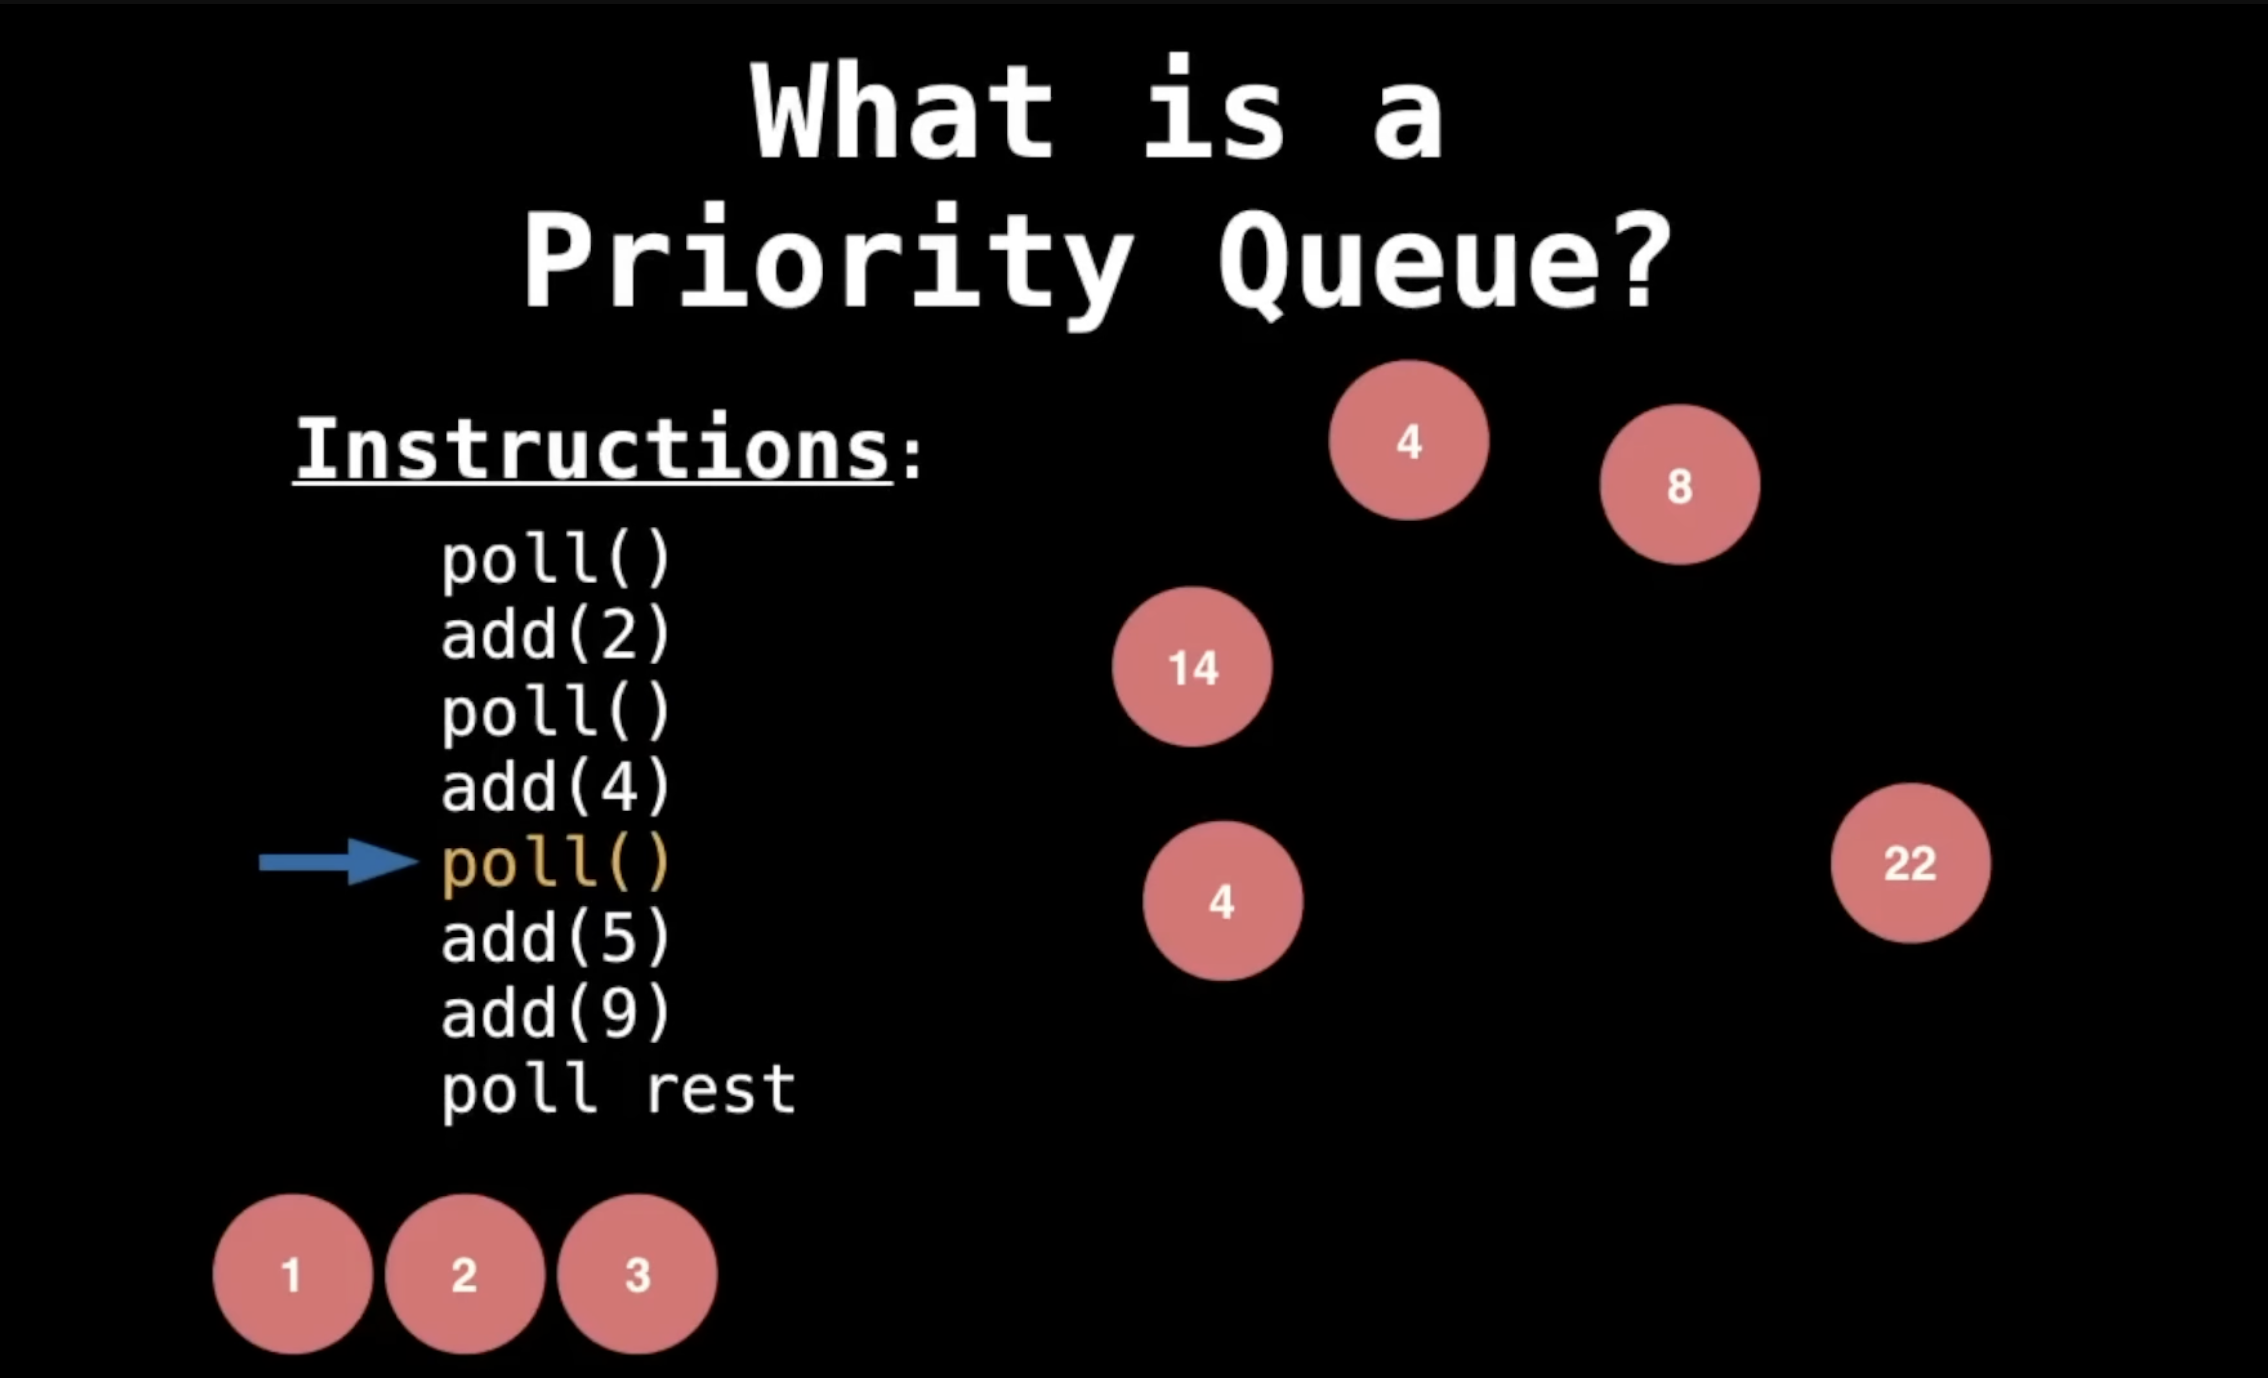 What is a
Priority Queue?
Instructions:
poll()
add(2)
poll()
add(4)
poll()
add(5)
add(9)
poll rest
4
8
14
4
22
1 2 3